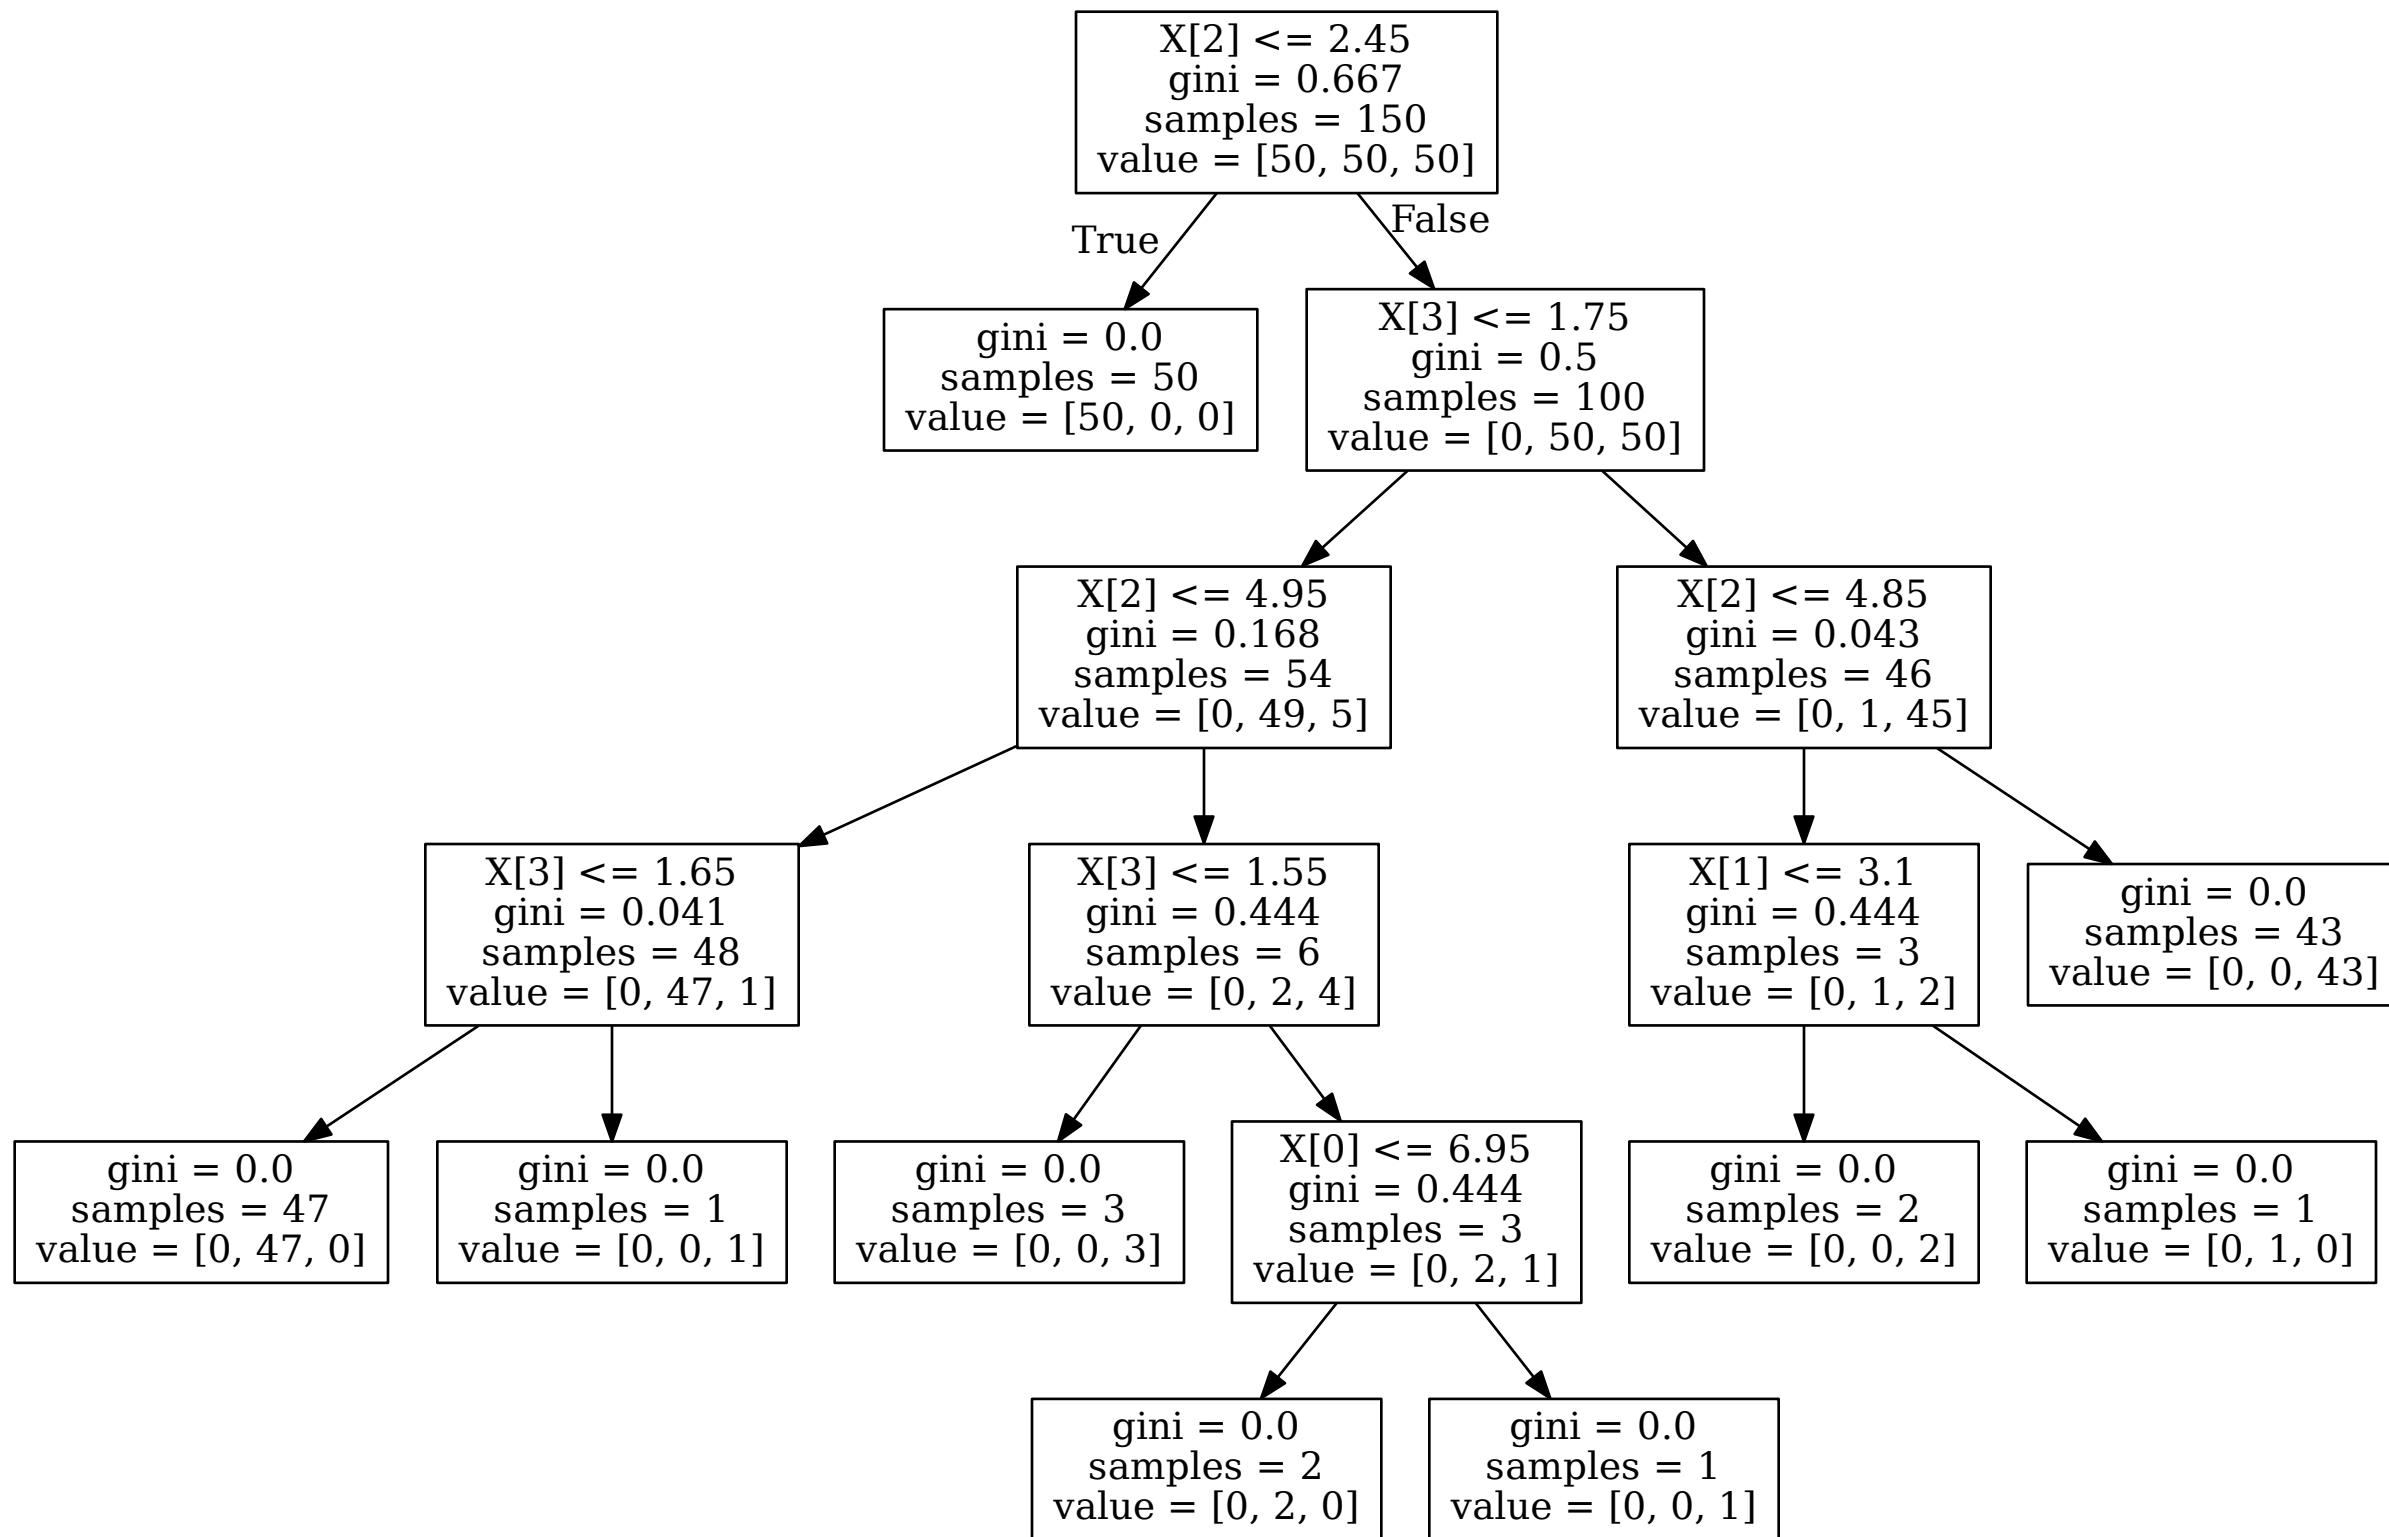 X[2] <= 2.45
gini = 0.667
samples = 150
value = [50, 50, 50]
True
False
gini = 0.0
samples = 50
value = [50, 0, 0]
X[3] <= 1.75
gini = 0.5
samples = 100
value = [0, 50, 50]
X[2] <= 4.95
gini = 0.168
samples = 54
value = [0, 49, 5]
X[2] <= 4.85
gini = 0.043
samples = 46
value = [0, 1, 45]
X[3] <= 1.65
gini = 0.041
samples = 48
value = [0, 47, 1]
X[3] <= 1.55
gini = 0.444
samples = 6
value = [0, 2, 4]
X[1] <= 3.1
gini = 0.444
samples = 3
value = [0, 1, 2]
gini = 0.0
samples = 43
value = [0, 0, 43]
gini = 0.0
samples = 47
value = [0, 47, 0]
gini = 0.0
samples = 1
value = [0, 0, 1]
gini = 0.0
samples = 3
value = [0, 0, 3]
X[0] <= 6.95
gini = 0.444
samples = 3
value = [0, 2, 1]
gini = 0.0
samples = 2
value = [0, 0, 2]
gini = 0.0
samples = 1
value = [0, 1, 0]
gini = 0.0
samples = 2
value = [0, 2, 0]
gini = 0.0
samples = 1
value = [0, 0, 1]